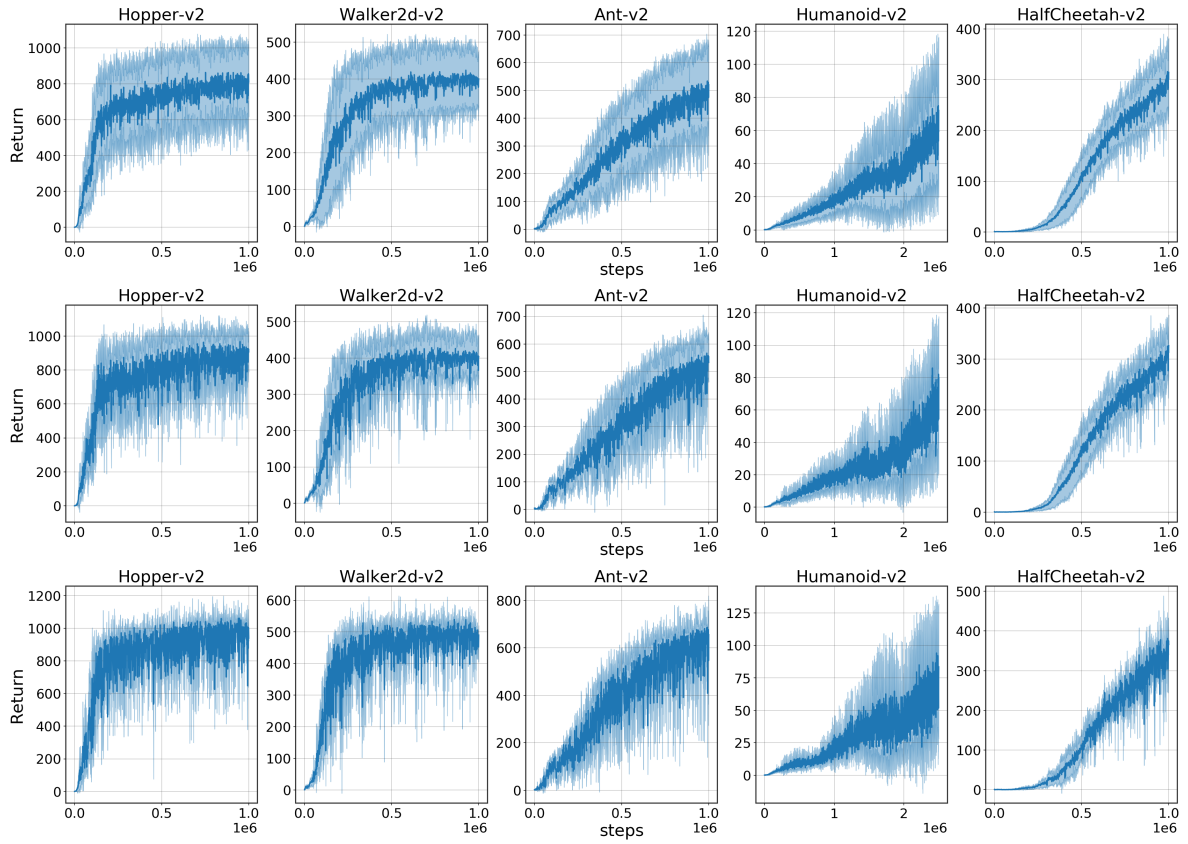 Hopper-v2 Walker2d-v2 Ant-v2 Humanoid-v2 HalfCheetah-v2
Return
1000 800 600 400 200 0
500 400 300 200 100 0
700 600 500 400 300 200 100 0
120 100 80 60 40 20 0
400 300 200 100 0
0.0 0.5 1.0 0.0 0.5 1.0 0.0 0.5 1.0 0 1 2 0.0 0.5 1.0
1e6 1e6 1e6 1e6 1e6
steps
Hopper-v2 Walker2d-v2 Ant-v2 Humanoid-v2 HalfCheetah-v2
Return
1000 800 600 400 200 0
500 400 300 200 100 0
700 600 500 400 300 200 100 0
120 100 80 60 40 20 0
400 300 200 100 0
0.0 0.5 1.0 0.0 0.5 1.0 0.0 0.5 1.0 0 1 2 0.0 0.5 1.0
1e6 1e6 1e6 1e6 1e6
steps
Hopper-v2 Walker2d-v2 Ant-v2 Humanoid-v2 HalfCheetah-v2
Return
1200 1000 800 600 400 200 0
600 500 400 300 200 100 0
800 600 400 200 0
125 100 75 50 25 0
500 400 300 200 100 0
0.0 0.5 1.0 0.0 0.5 1.0 0.0 0.5 1.0 0 1 2 0.0 0.5 1.0
1e6 1e6 1e6 1e6 1e6
steps